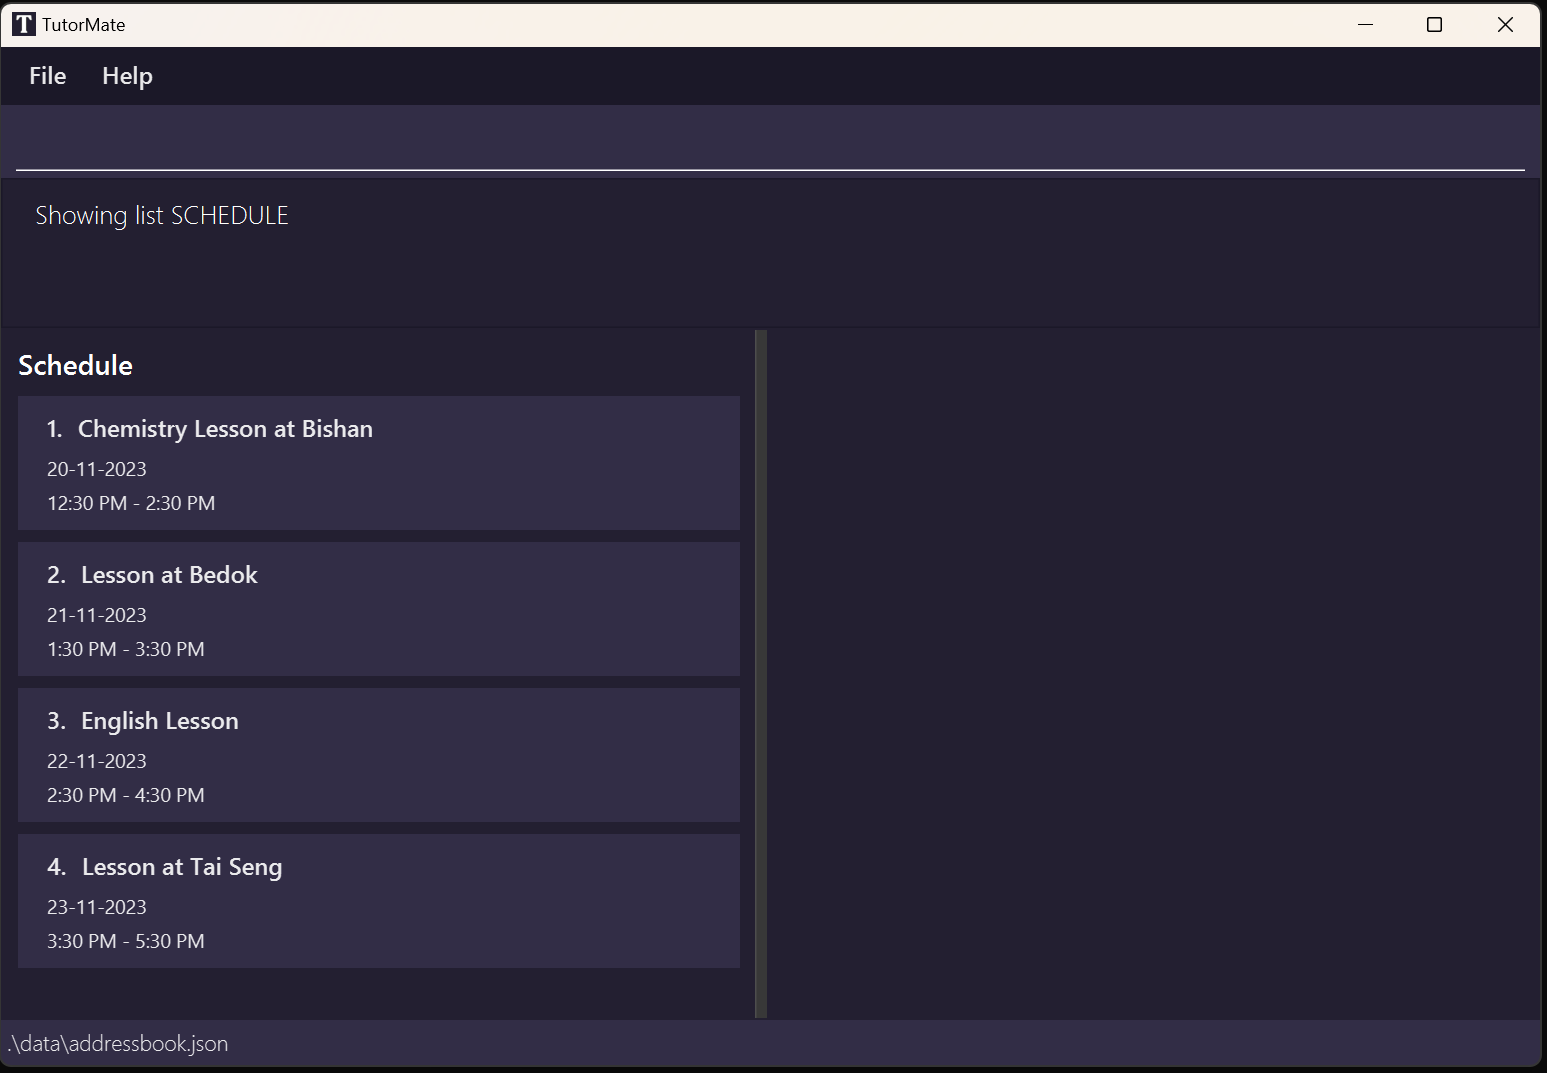 TutorMate
File Help
Showing list SCHEDULE
Schedule
1. Chemistry Lesson at Bishan
20-11-2023
12:30 PM - 2:30 PM
2. Lesson at Bedok
21-11-2023
1:30 PM - 3:30 PM
3. English Lesson
22-11-2023
2:30 PM - 4:30 PM
4. Lesson at Tai Seng
23-11-2023
3:30 PM - 5:30 PM
.\data\addressbook.json